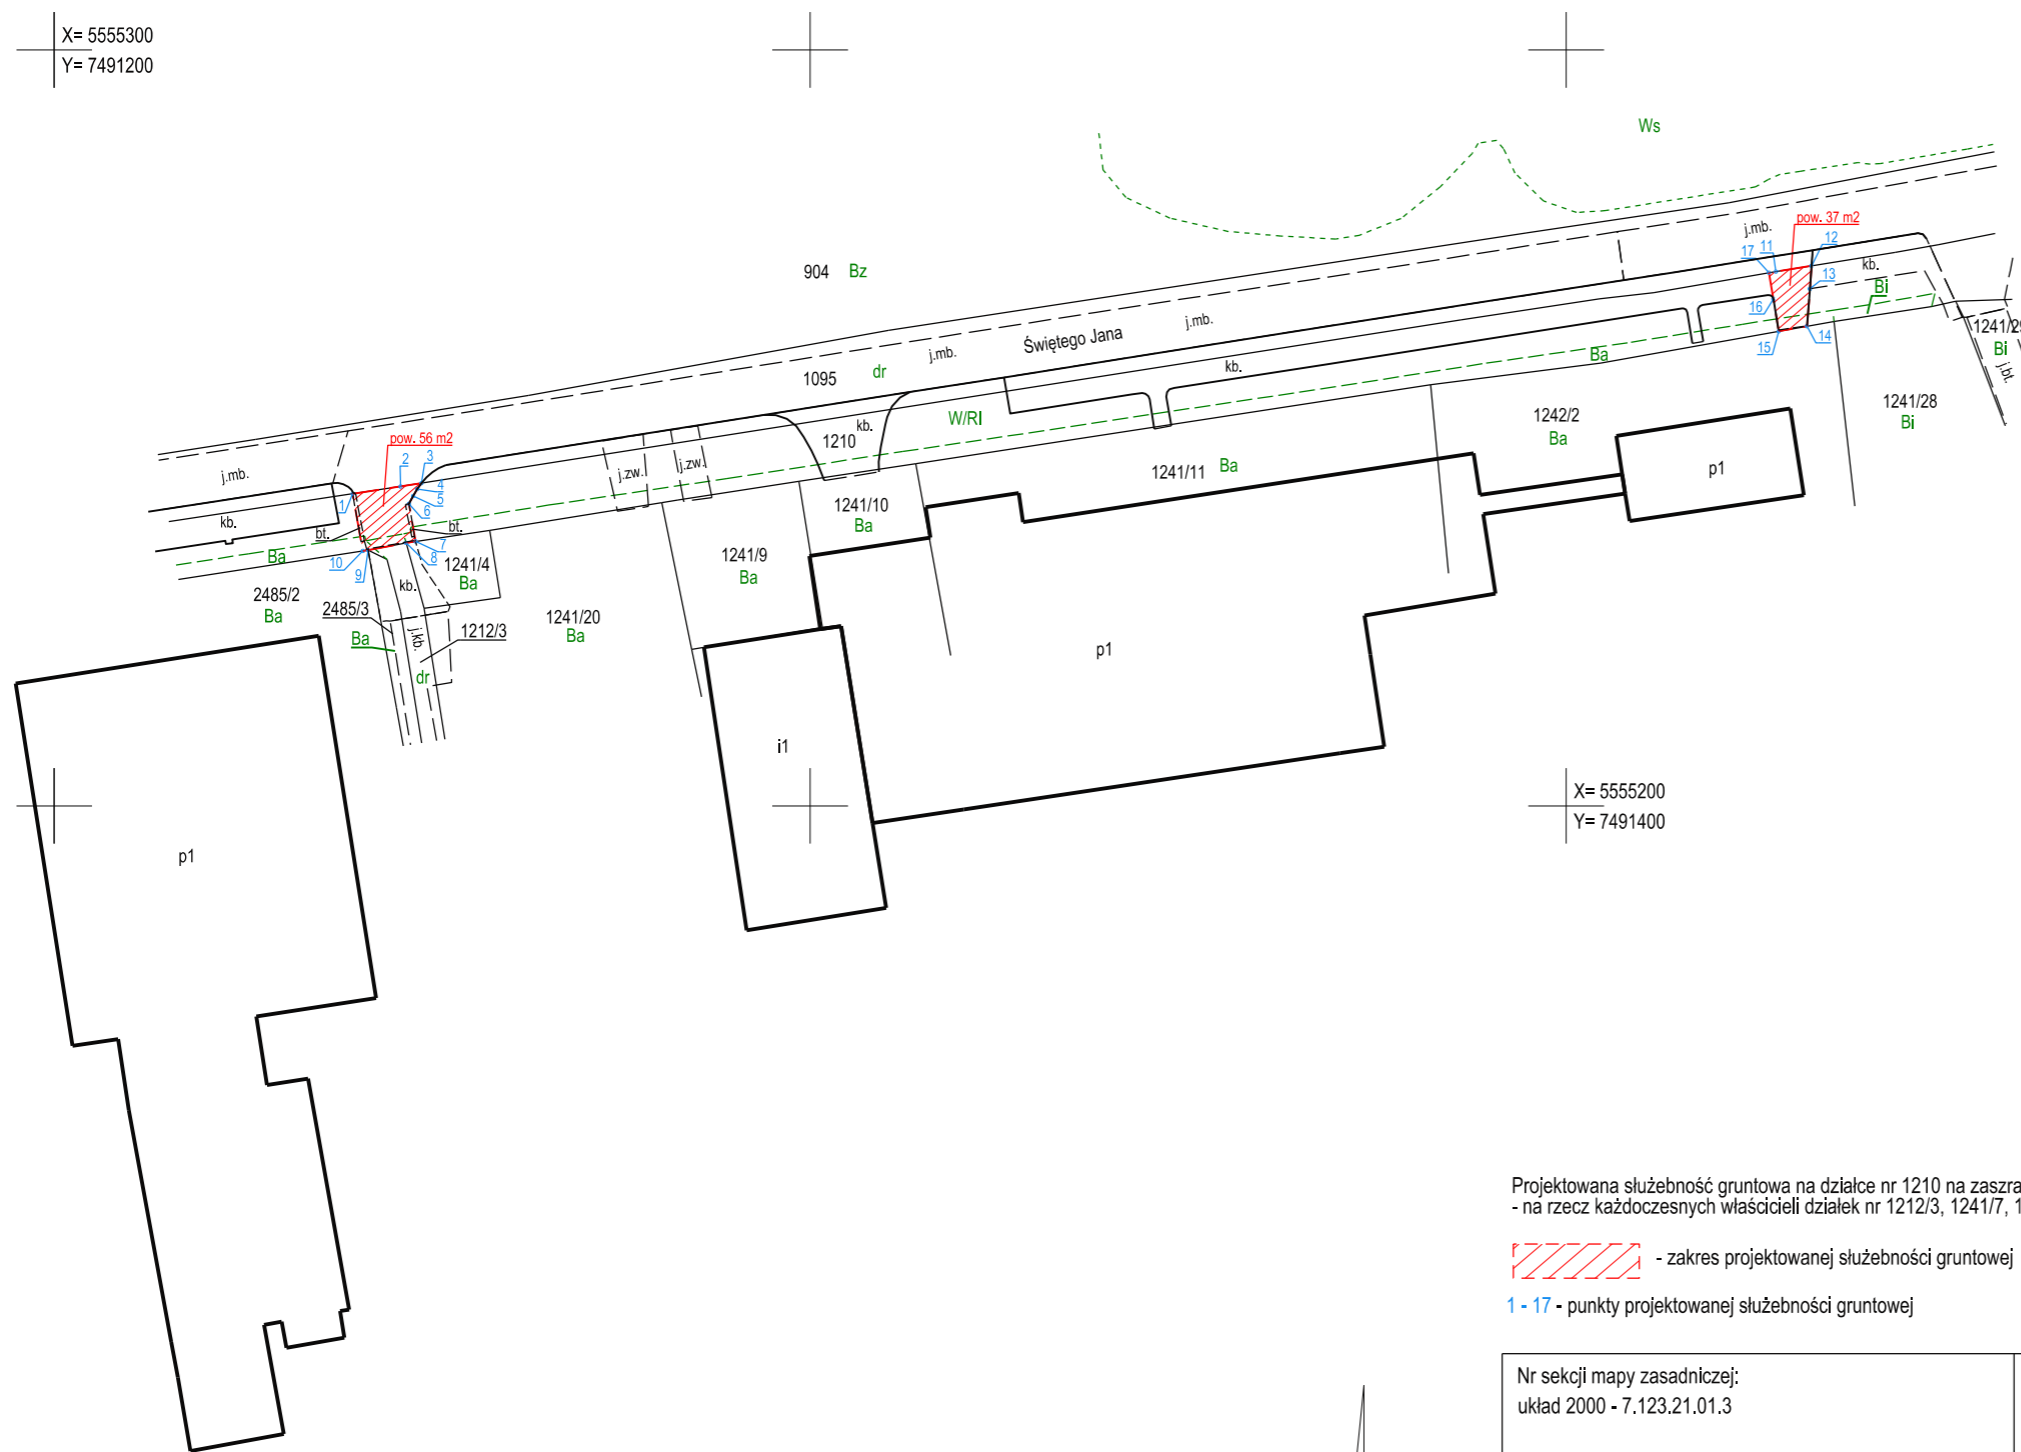 X= 5555300
Y= 7491200
Ws
pow. 37 m2
j.mb.
17
11
12
kb.
13
Bi
16
15
14
1241/29
Bi
j.bt.
904 Bz
Świętego Jana
j.mb.
j.mb.
1095 dr
kb.
Ba
W/RI
kb.
1210
1242/2
Ba
1241/28
Bi
pow. 56 m2
j.mb.
1
2
3
4
5
6
7
8
9
10
kb.
bt.
bt.
j.zw.
j.zw.
Ba
1241/11 Ba
p1
1241/10
Ba
1241/9
Ba
1241/4
Ba
2485/2
Ba
2485/3
Ba
kb.
j.kb.
1212/3
dr
1241/20
Ba
p1
i1
X= 5555200
Y= 7491400
p1
Projektowana służebność gruntowa na działce nr 1210 na
- na rzecz każdoczesnych właścicieli działek nr 1212/3, 1241/7,
- zakres projektowanej służebności gruntowej
1 - 17 - punkty projektowanej służebności gruntowej
Nr sekcji mapy zasadniczej:
układ 2000 - 7.123.21.01.3